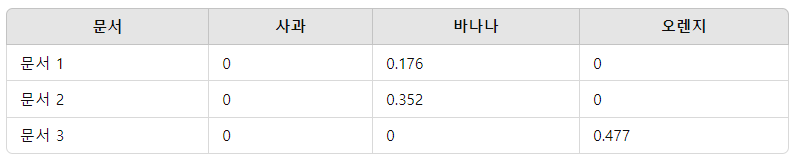 문서 사과 바나나 오렌지
문서 1 0 0.176 0
문서 2 0 0.352 0
문서 3 0 0 0.477